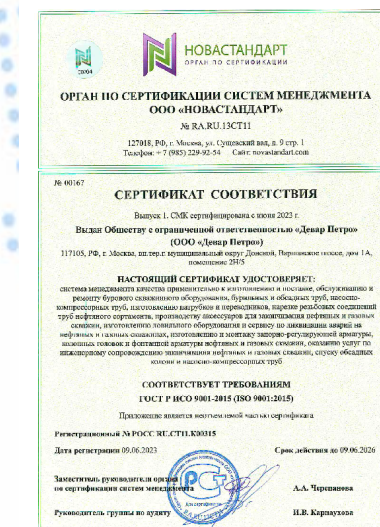 НОВАСТАНДАРТ
ОРГАН ПО СЕРТИФИКАЦИИ
ОРГАН ПО СЕРТИФИКАЦИИ СИСТЕМ МЕНЕДЖМЕНТА
ООО «НОВАСТАНДАРТ»
№ RA.RU.13СТ11
127018, РФ, г. Москва, ул. Сущевский вал, д. 9 стр. 1
Телефон: +7 (985) 229-92-54 Сайт: novastandart.com
№ 00167
СЕРТИФИКАТ СООТВЕТСТВИЯ
Выпуск 1. СМК сертифицирована с июня 2023 г.
Выдан Обществу с ограниченной ответственностью «Девар Петро»
(ООО «Девар Петро»)
117105, РФ, г. Москва, вн.тер.г. муниципальный округ Донской, Варшавское шоссе, дом 1А,
помещение 2Н/5
НАСТОЯЩИЙ СЕРТИФИКАТ УДОСТОВЕРЯЕТ:
система менеджмента качества применительно к изготовлению и поставке, обслуживанию и
ремонту бурового скважинного оборудования, бурильных и обсадных труб, насосно-
компрессорных труб, изготовлению патрубков и переводников, нарезке резьбовых соединений
труб нефтяного сортамента, производству аксессуаров для заканчивания нефтяных и газовых
скважин, изготовлению ловильного оборудования и сервису по ликвидации аварий на
нефтяных и газовых скважинах, изготовлению и монтажу запорно-регулирующей арматуры,
колонных головок и фонтанной арматуры нефтяных и газовых скважин, оказанию услуг по
инженерному сопровождению заканчивания нефтяных и газовых скважин, спуску обсадных
колонн и насосно-компрессорных труб
СООТВЕТСТВУЕТ ТРЕБОВАНИЯМ
ГОСТ Р ИСО 9001-2015 (ISO 9001:2015)
Приложение является неотъемлемой частью сертификата
Регистрационный № РОСС RU.СТ11.К00315
Дата регистрации 09.06.2023 Срок действия до 09.06.2026
Заместитель руководителя органа
по сертификации систем менеджмента А.А. Черепанова
Руководитель группы по аудиту И.В. Карпаухова